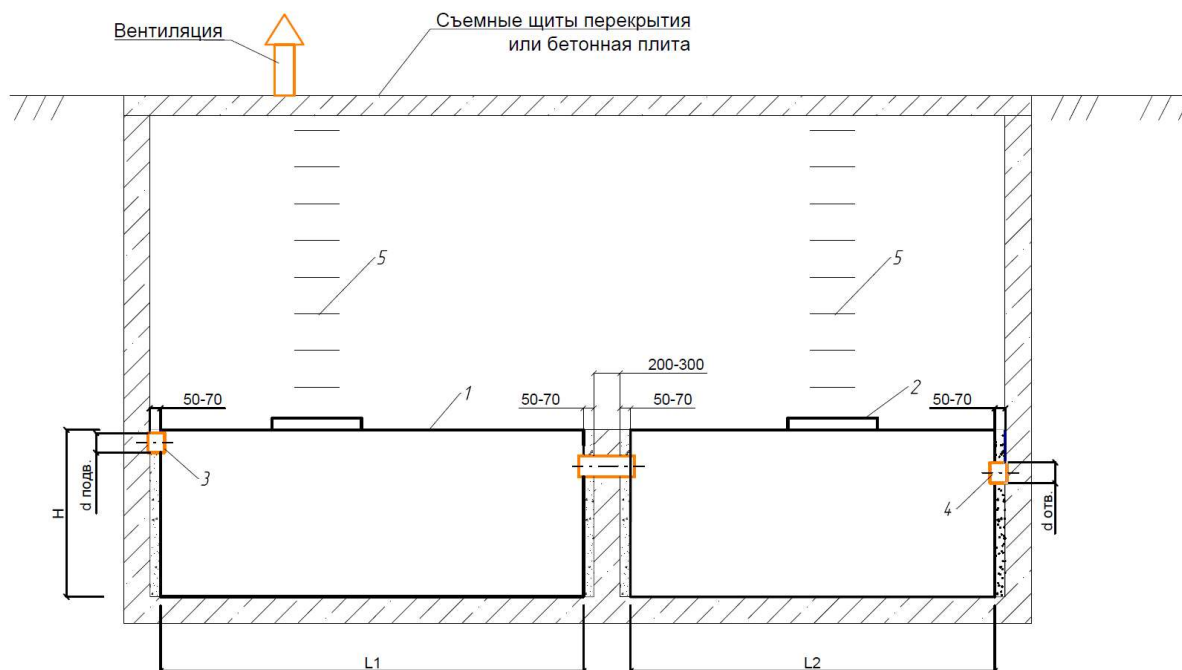 Вентиляция
Съемные щиты перекрытия
или бетонная плита
5
5
200-300
50-70
1
50-70
50-70
2
50-70
3
4
d подв.
H
d отв.
L1
L2